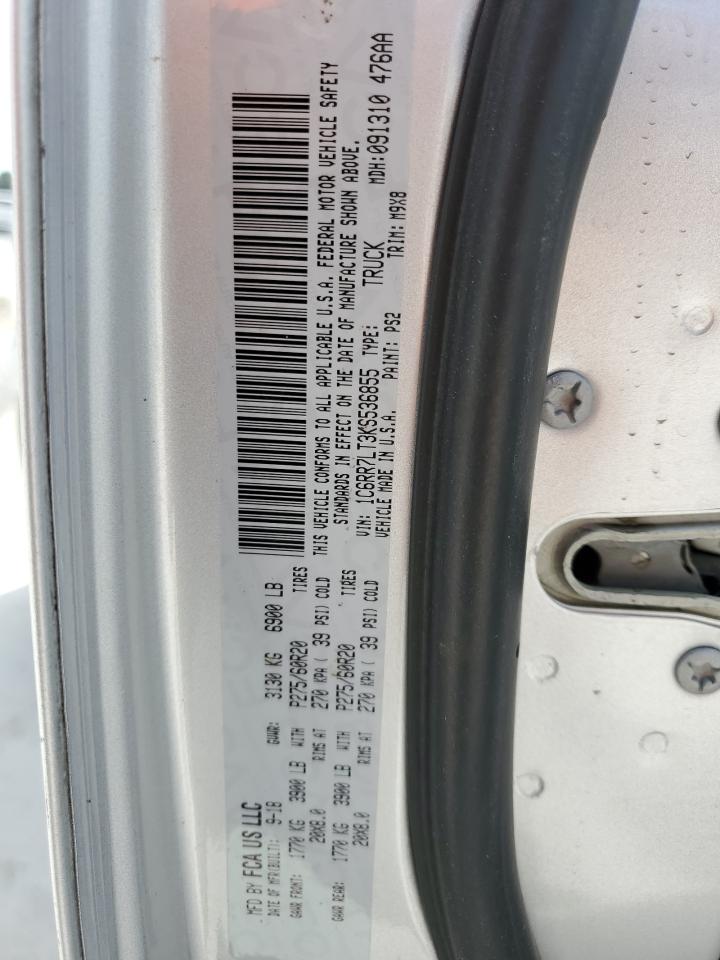 MFD BY FCA US LLC
DATE OF MFR(BUILT): 9-18 GVWR: 3130 KG 6900 LB
GAWR FRONT: 1770 KG 3900 LB WITH P275/60R20 TIRES
20X8.0 RIMS AT 270 KPA ( 39 PSI) COLD
GAWR REAR: 1770 KG 3900 LB WITH P275/60R20 TIRES
20X8.0 RIMS AT 270 KPA ( 39 PSI) COLD
THIS VEHICLE CONFORMS TO ALL APPLICABLE U.S.A. FEDERAL MOTOR VEHICLE SAFETY
STANDARDS IN EFFECT ON THE DATE OF MANUFACTURE SHOWN ABOVE.
VIN: 1C6RR7LT3KS536855 TYPE: TRUCK MDH:091310 476AA
VEHICLE MADE IN U.S.A. PAINT: PS2 TRIM: M9X8